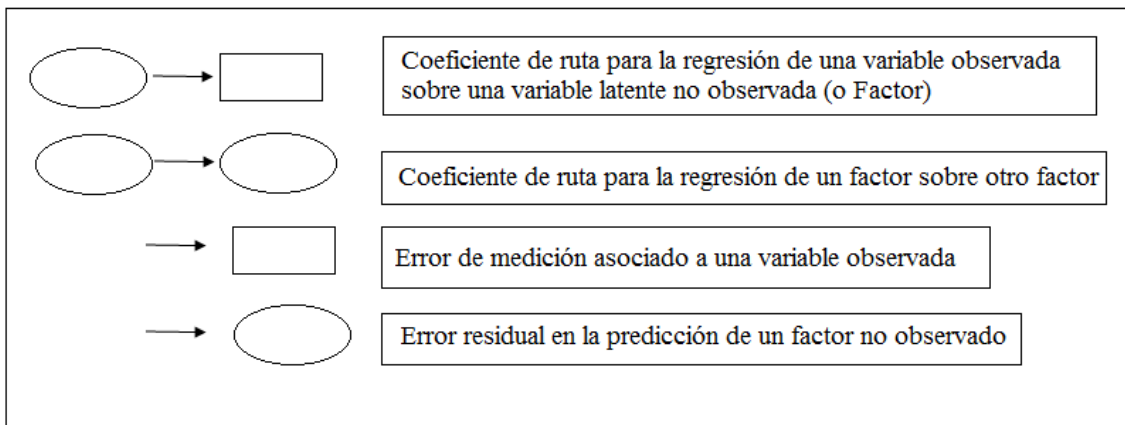 Coeficiente de ruta para la regresión de una variable observada
sobre una variable latente no observada (o Factor)
Coeficiente de ruta para la regresión de un factor sobre otro factor
Error de medición asociado a una variable observada
Error residual en la predicción de un factor no observado